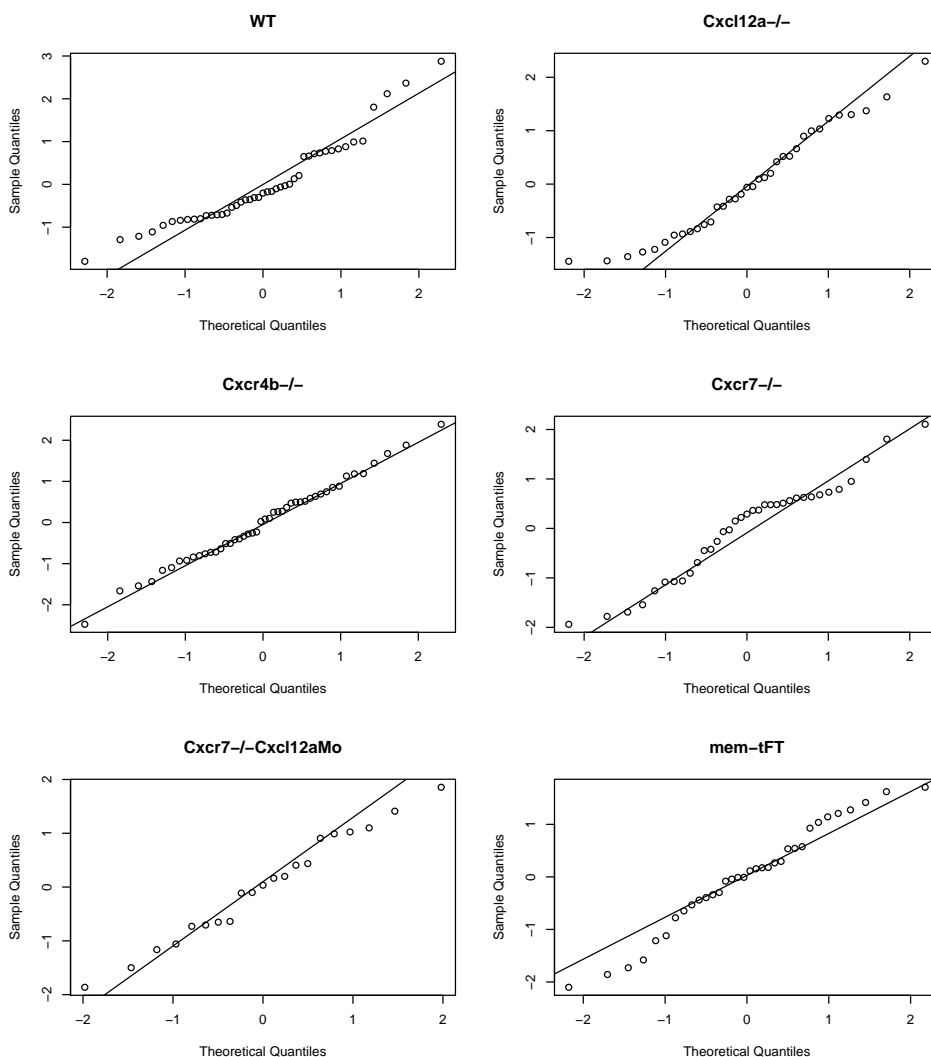 WT
Sample Quantiles
3
2
1
0
−1
−2 −1 0 1 2
Theoretical Quantiles
Cxcl12a−/−
Sample Quantiles
2
1
0
−1
−2 −1 0 1 2
Theoretical Quantiles
Cxcr4b−/−
Sample Quantiles
2
1
0
−1
−2
−2 −1 0 1 2
Theoretical Quantiles
Cxcr7−/−
Sample Quantiles
2
1
0
−1
−2
−2 −1 0 1 2
Theoretical Quantiles
Cxcr7−/−Cxcl12aMo
Sample Quantiles
2
1
0
−1
−2
−2 −1 0 1 2
Theoretical Quantiles
mem−tFT
Sample Quantiles
1
0
−1
−2
−2 −1 0 1 2
Theoretical Quantiles